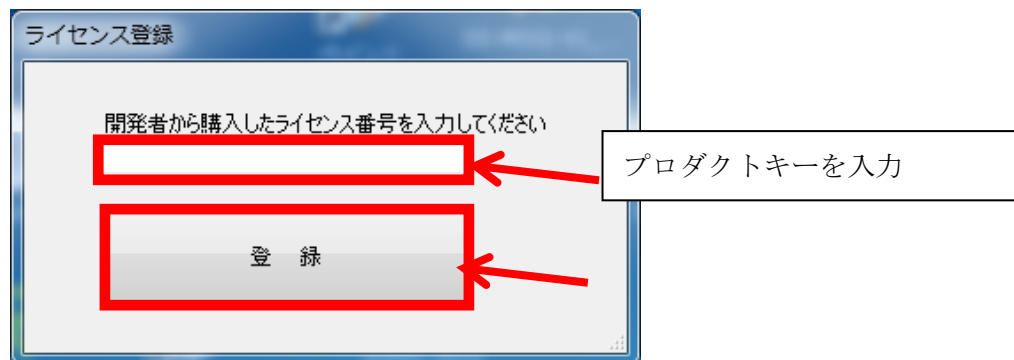 ライセンス登録
開発者から購入したライセンス番号を入力してください
プロダクトキーを入力
登　録